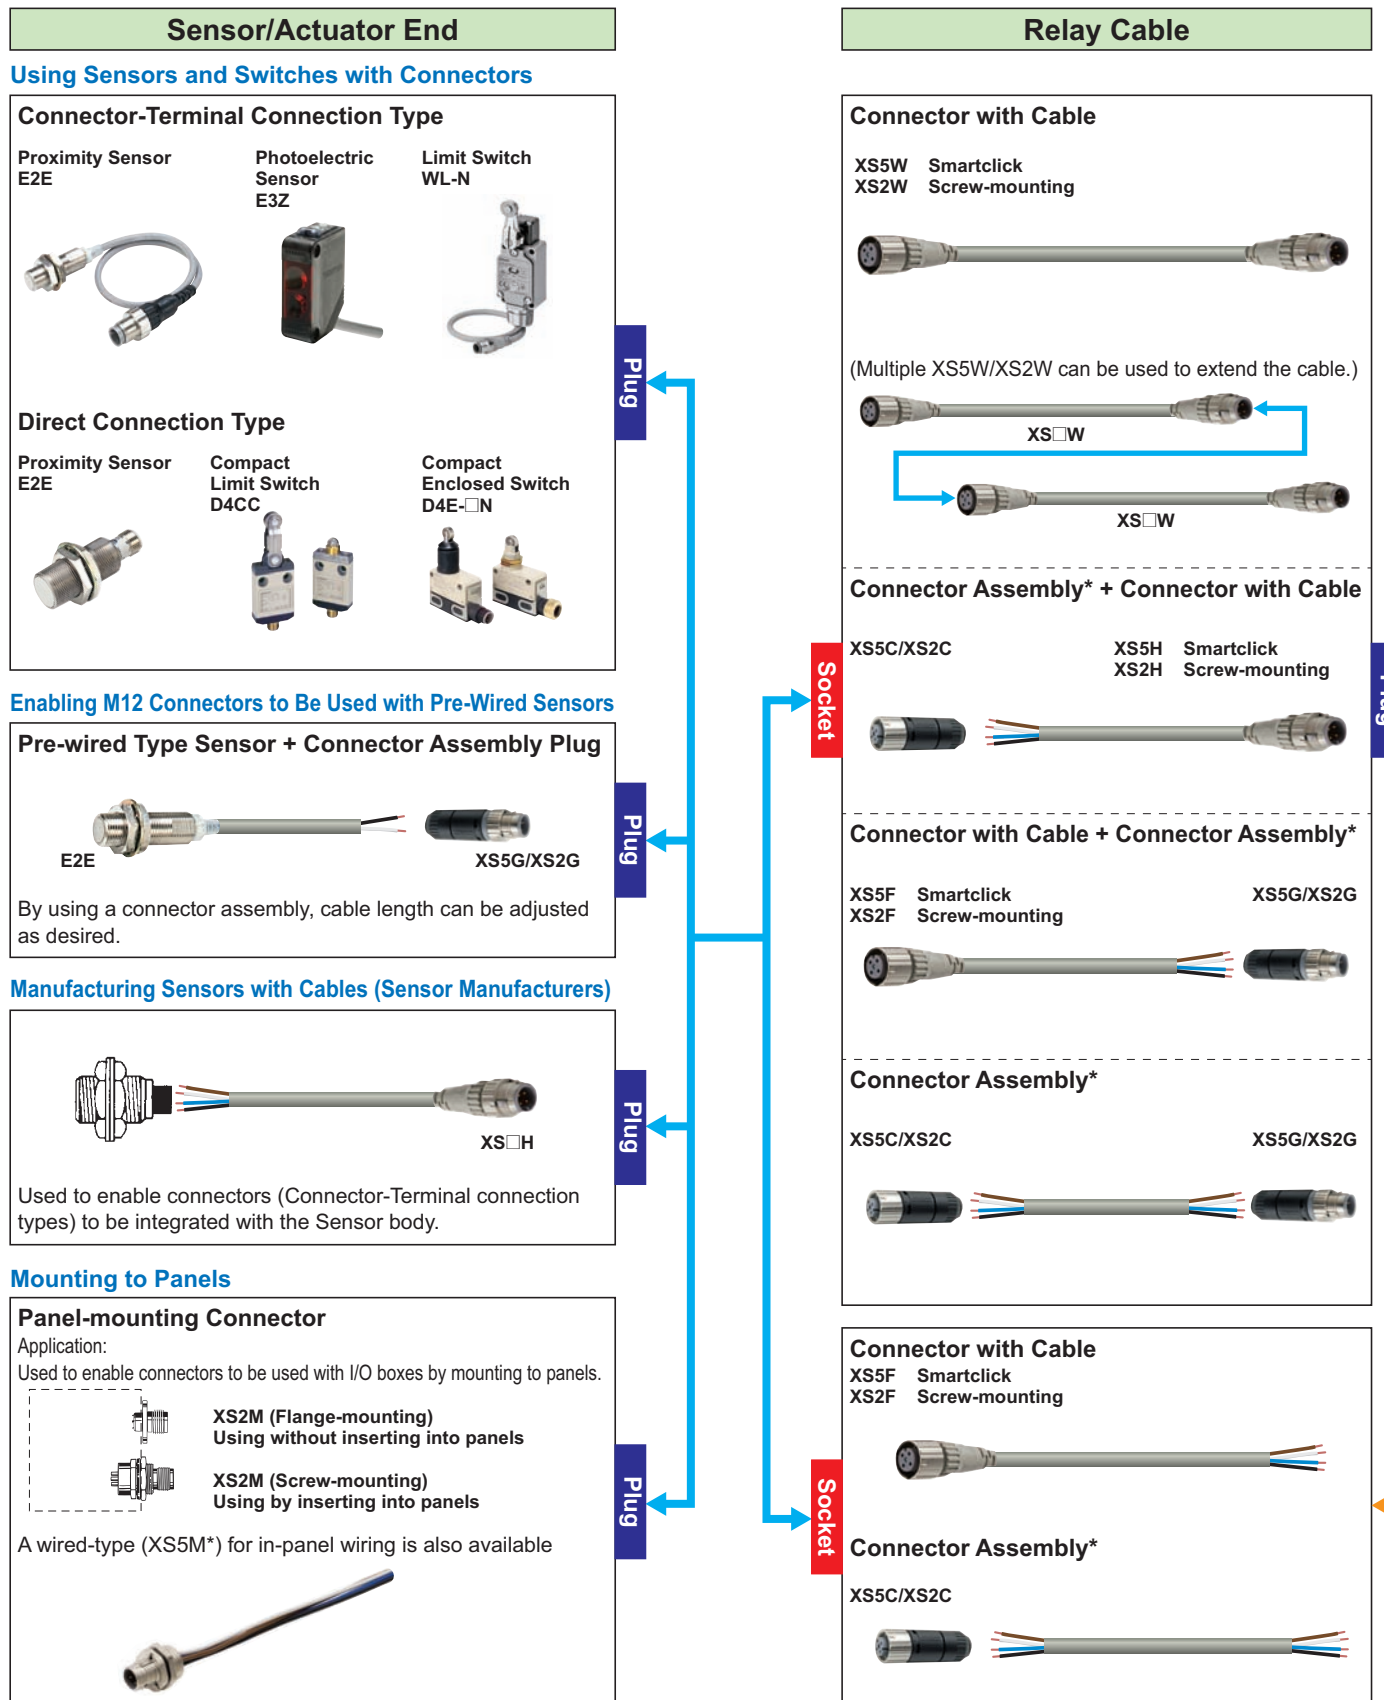 Sensor/Actuator End
Using Sensors and Switches with Connectors
Connector-Terminal Connection Type
Proximity Sensor
E2E
Photoelectric
Sensor
E3Z
Limit Switch
WL-N
Plug
Direct Connection Type
Proximity Sensor
E2E
Compact
Limit Switch
D4CC
Compact
Enclosed Switch
D4E-□N
Enabling M12 Connectors to Be Used with Pre-Wired Sensors
Pre-wired Type Sensor + Connector Assembly Plug
E2E
XS5G/XS2G
Plug
By using a connector assembly, cable length can be adjusted
as desired.
Manufacturing Sensors with Cables (Sensor Manufacturers)
XS□H
Plug
Used to enable connectors (Connector-Terminal connection
types) to be integrated with the Sensor body.
Mounting to Panels
Panel-mounting Connector
Application:
Used to enable connectors to be used with I/O boxes by mounting to panels.
XS2M (Flange-mounting)
Using without inserting into panels
XS2M (Screw-mounting)
Using by inserting into panels
Plug
A wired-type (XS5M*) for in-panel wiring is also available
Relay Cable
Connector with Cable
XS5W Smartclick
XS2W Screw-mounting
(Multiple XS5W/XS2W can be used to extend the cable.)
XS□W
XS□W
Connector Assembly* + Connector with Cable
Socket
XS5C/XS2C
XS5H Smartclick
XS2H Screw-mounting
Plug
Connector with Cable + Connector Assembly*
XS5F Smartclick
XS2F Screw-mounting
XS5G/XS2G
Connector Assembly*
XS5C/XS2C
XS5G/XS2G
Connector with Cable
XS5F Smartclick
XS2F Screw-mounting
Socket
Connector Assembly*
XS5C/XS2C